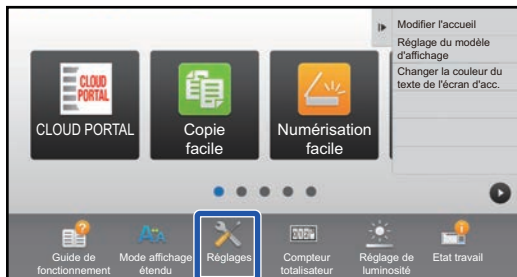 Modifier l'accueil
Réglage du modèle
d'affichage
Changer la couleur du
texte de l'écran d'acc.
CLOUD
PORTAL
CLOUD PORTAL
Copie
facile
Numérisation
facile
Guide de
fonctionnement
Mode affichage
étendu
Réglages
Compteur
totalisateur
Réglage de
luminosité
Etat travail